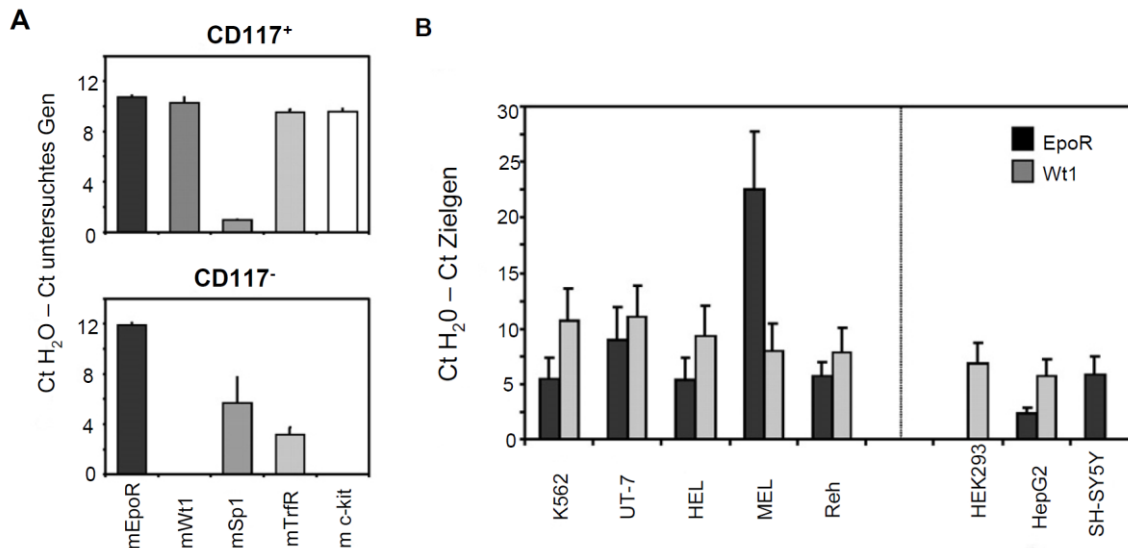 A
CD117+
Ct H2O – Ct untersuchtes Gen
12
8
4
0
CD117-
12
8
4
0
mEpoR
mWt1
mSp1
mTrfR
m c-kit
B
Ct H20 – Ct Zielgen
30
25
20
15
10
5
0
EpoR
Wt1
K562
UT-7
HEL
MEL
Reh
HEK293
HepG2
SH-SY5Y